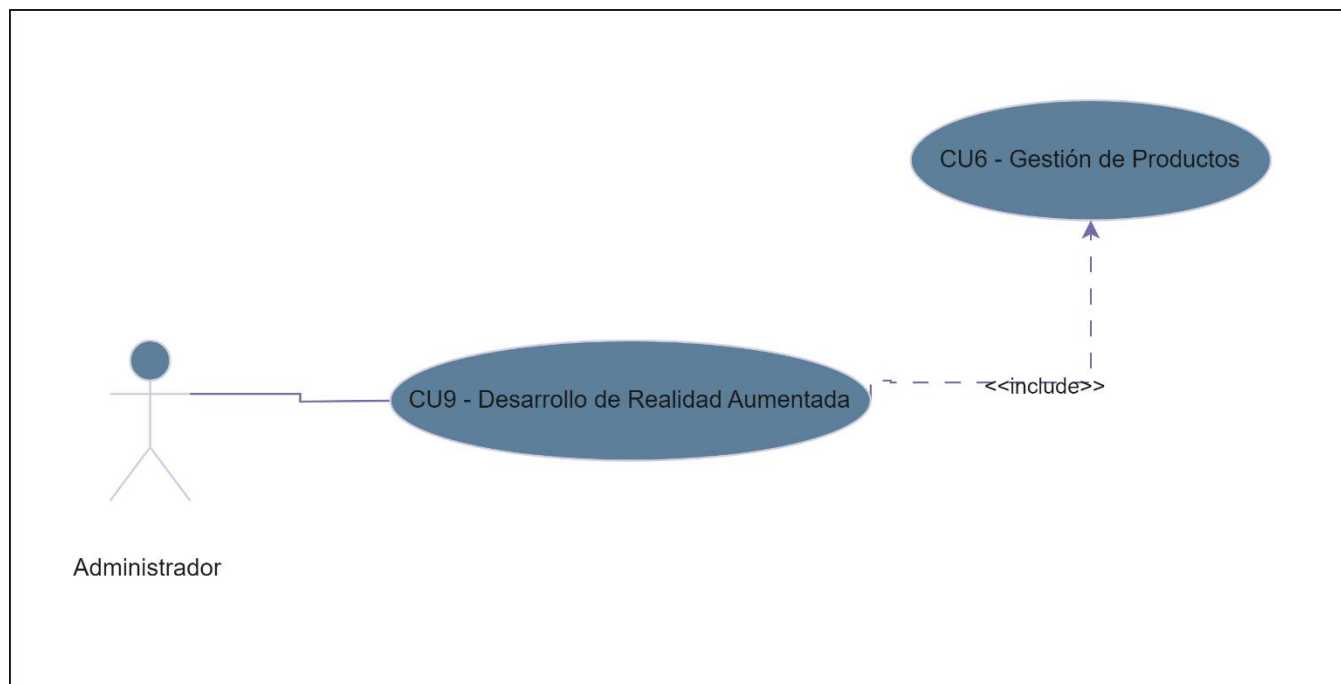 CU6 - Gestión de Productos
<<include>>
CU9 - Desarrollo de Realidad Aumentada
Administrador